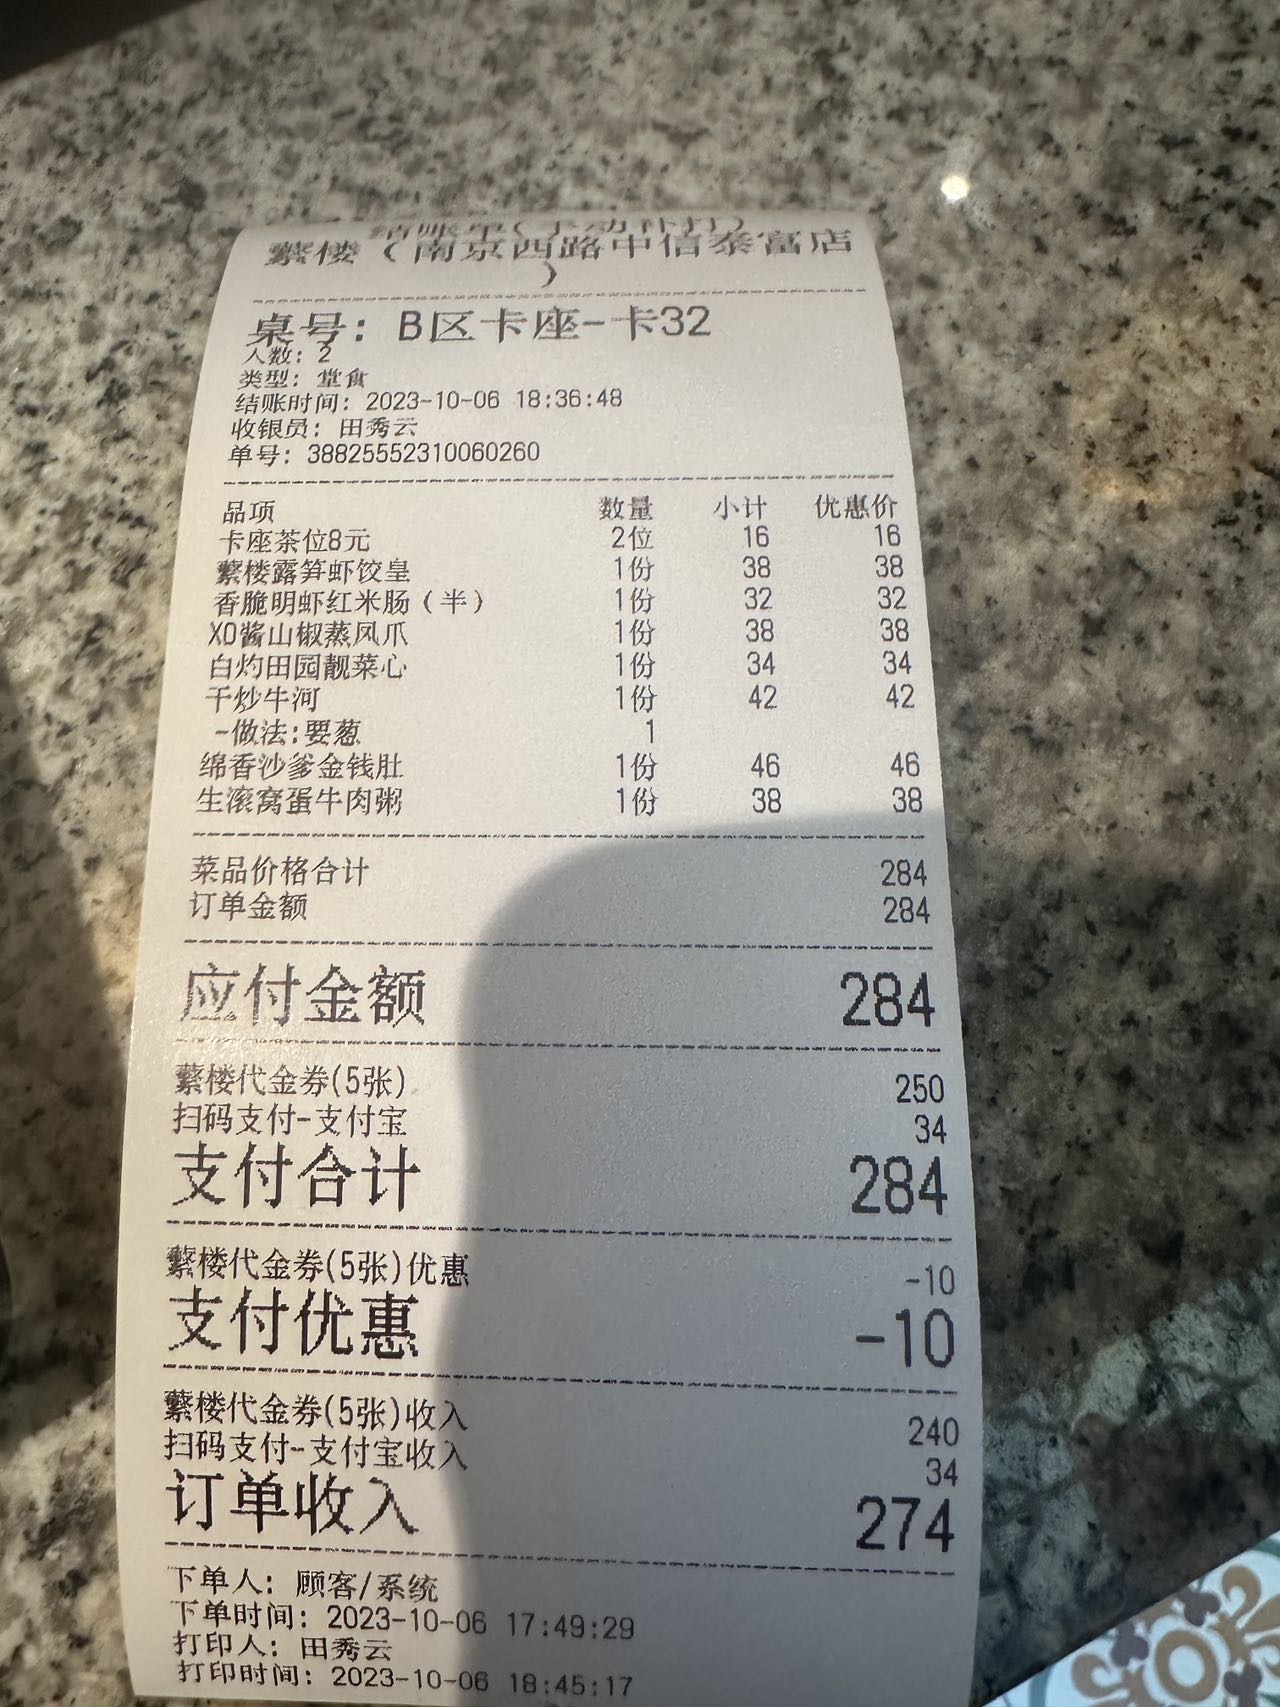 结账单(手动补打)
蘩楼（南京西路中信泰富店
）
桌号：B区卡座-卡32
人数：2
类型：堂食
结账时间：2023-10-06 18:36:48
收银员：田秀云
单号：38825552310060260
品项 数量 小计 优惠价
卡座茶位8元 2位 16 16
蘩楼露笋虾饺皇 1份 38 38
香脆明虾红米肠（半） 1份 32 32
XO酱山椒蒸凤爪 1份 38 38
白灼田园靓菜心 1份 34 34
干炒牛河 1份 42 42
-做法:要葱 1
绵香沙爹金钱肚 1份 46 46
生滚窝蛋牛肉粥 1份 38 38
菜品价格合计 284
订单金额 284
应付金额 284
蘩楼代金券(5张) 250
扫码支付-支付宝 34
支付合计 284
蘩楼代金券(5张)优惠 -10
支付优惠 -10
蘩楼代金券(5张)收入 240
扫码支付-支付宝收入 34
订单收入 274
下单人：顾客/系统
下单时间：2023-10-06 17:49:29
打印人：田秀云
打印时间：2023-10-06 18:45:17